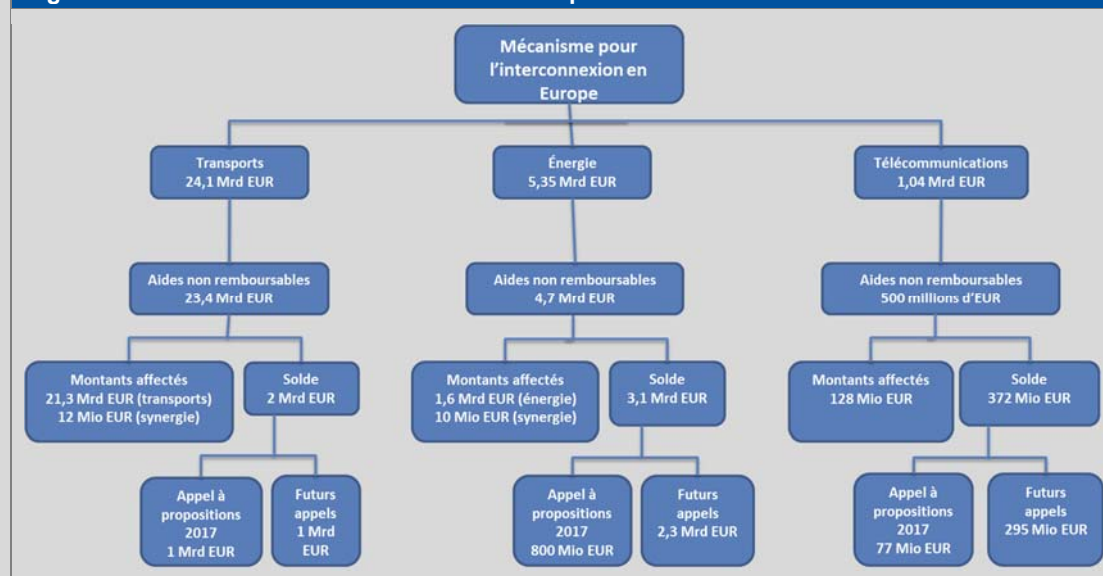 Mécanisme pour
l'interconnexion en
Europe
Transports
24,1 Mrd EUR
Énergie
5,35 Mrd EUR
Télécommunications
1,04 Mrd EUR
Aides non remboursables
23,4 Mrd EUR
Aides non remboursables
4,7 Mrd EUR
Aides non remboursables
500 millions d'EUR
Montants affectés
21,3 Mrd EUR (transports)
12 Mio EUR (synergie)
Solde
2 Mrd EUR
Montants affectés
1,6 Mrd EUR (énergie)
10 Mio EUR (synergie)
Solde
3,1 Mrd EUR
Montants affectés
128 Mio EUR
Solde
372 Mio EUR
Appel à
propositions
2017
1 Mrd EUR
Futurs
appels
1 Mrd
EUR
Appel à
propositions
2017
800 Mio EUR
Futurs
appels
2,3 Mrd EUR
Appel à
propositions
2017
77 Mio EUR
Futurs
appels
295 Mio EUR